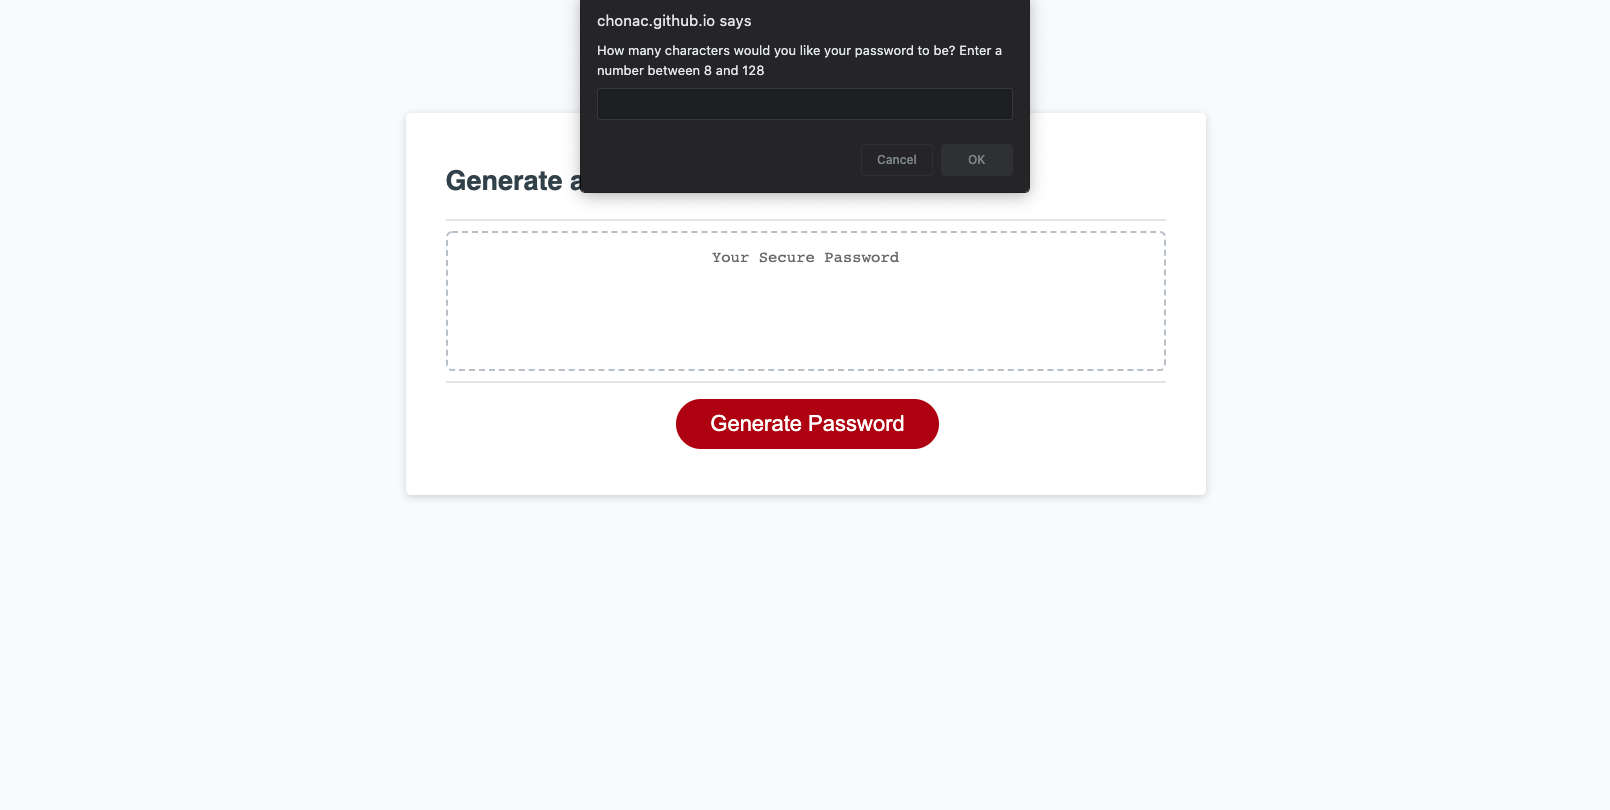 chonac.github.io says
How many characters would you like your password to be? Enter a
number between 8 and 128
Cancel
OK
Generate a
Your Secure Password
Generate Password